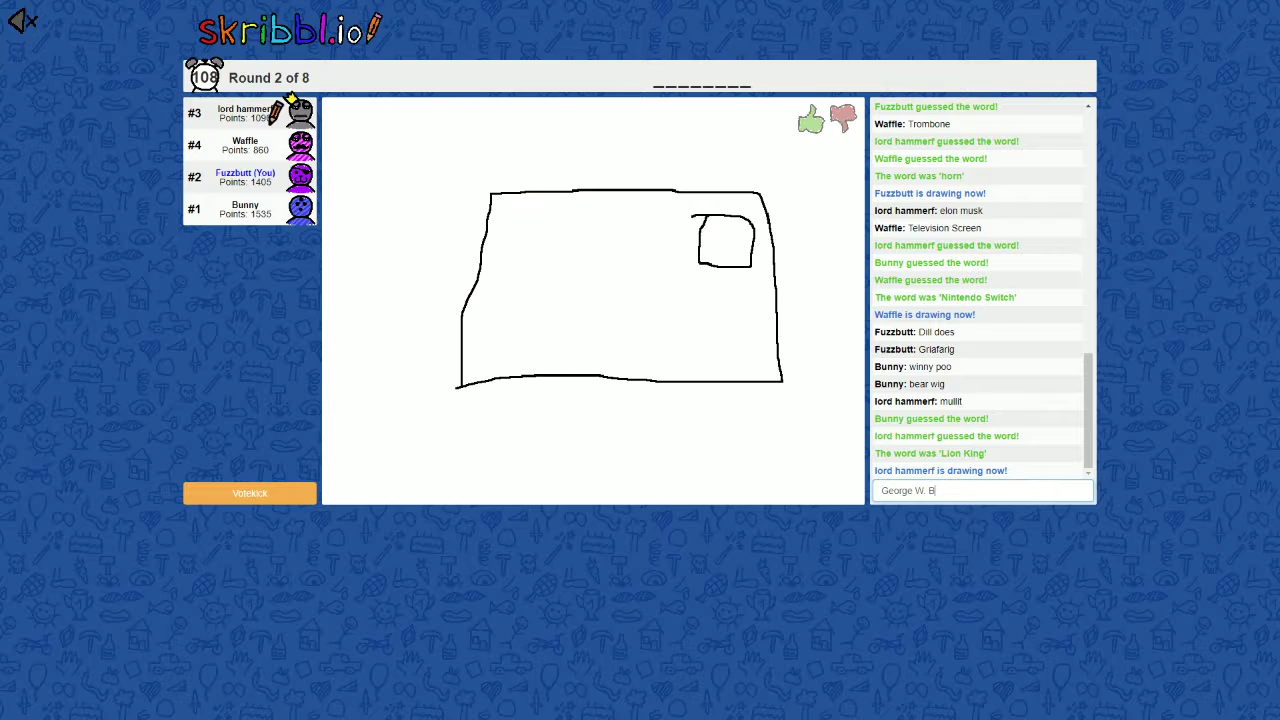 skribbl.io
108 Round 2 of 8 ________
#3 lord hammerf
Points: 1090
#4 Waffle
Points: 860
#2 Fuzzbutt (You)
Points: 1405
#1 Bunny
Points: 1535
Votekick
Fuzzbutt guessed the word!
Waffle: Trombone
lord hammerf guessed the word!
Waffle guessed the word!
The word was 'horn'
Fuzzbutt is drawing now!
lord hammerf: elon musk
Waffle: Television Screen
lord hammerf guessed the word!
Bunny guessed the word!
Waffle guessed the word!
The word was 'Nintendo Switch'
Waffle is drawing now!
Fuzzbutt: Dill does
Fuzzbutt: Griafarig
Bunny: winny poo
Bunny: bear wig
lord hammerf: mullit
Bunny guessed the word!
lord hammerf guessed the word!
The word was 'Lion King'
lord hammerf is drawing now!
George W. B